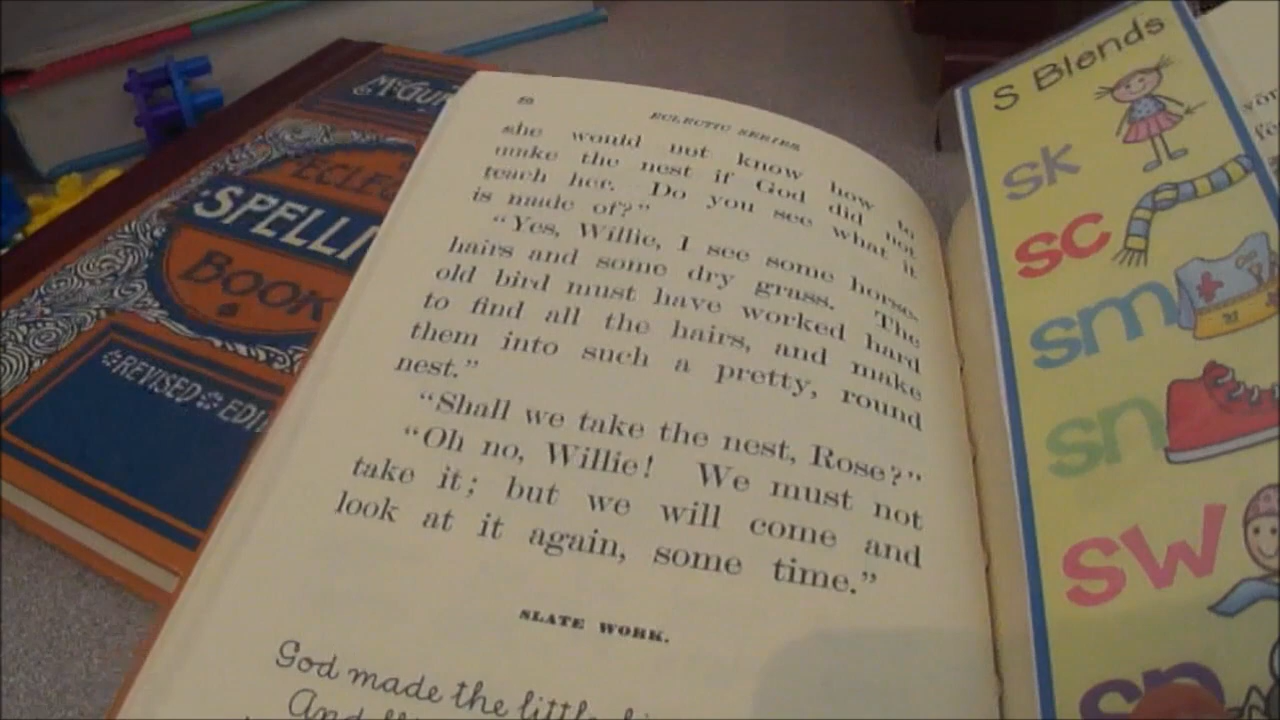 McGu
ECLEC
SPELLI
BOOK
REVISED EDI
ECLECTIC SERIES
she would not know how to
make the nest if God did not
teach her. Do you see what it
is made of?"
"Yes, Willie, I see some horse-
hairs and some dry grass. The
old bird must have worked hard
to find all the hairs, and make
them into such a pretty, round
nest."
"Shall we take the nest, Rose?"
"Oh no, Willie! We must not
take it; but we will come and
look at it again, some time."
SLATE WORK.
God made the little
And
S Blends
sk
sc
sm
sn
sw
sp